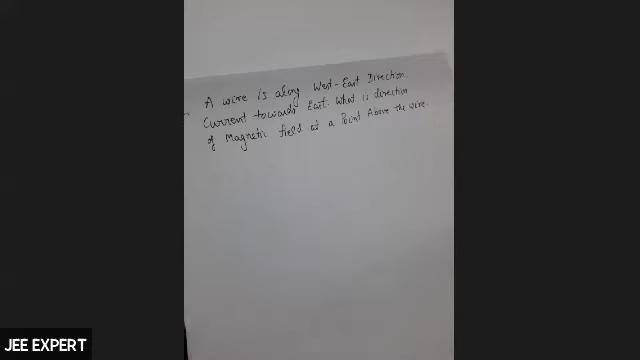 A wire is along West-East Direction.
Current towards East. What is direction
of Magnetic field at a Point Above the wire.
JEE EXPERT